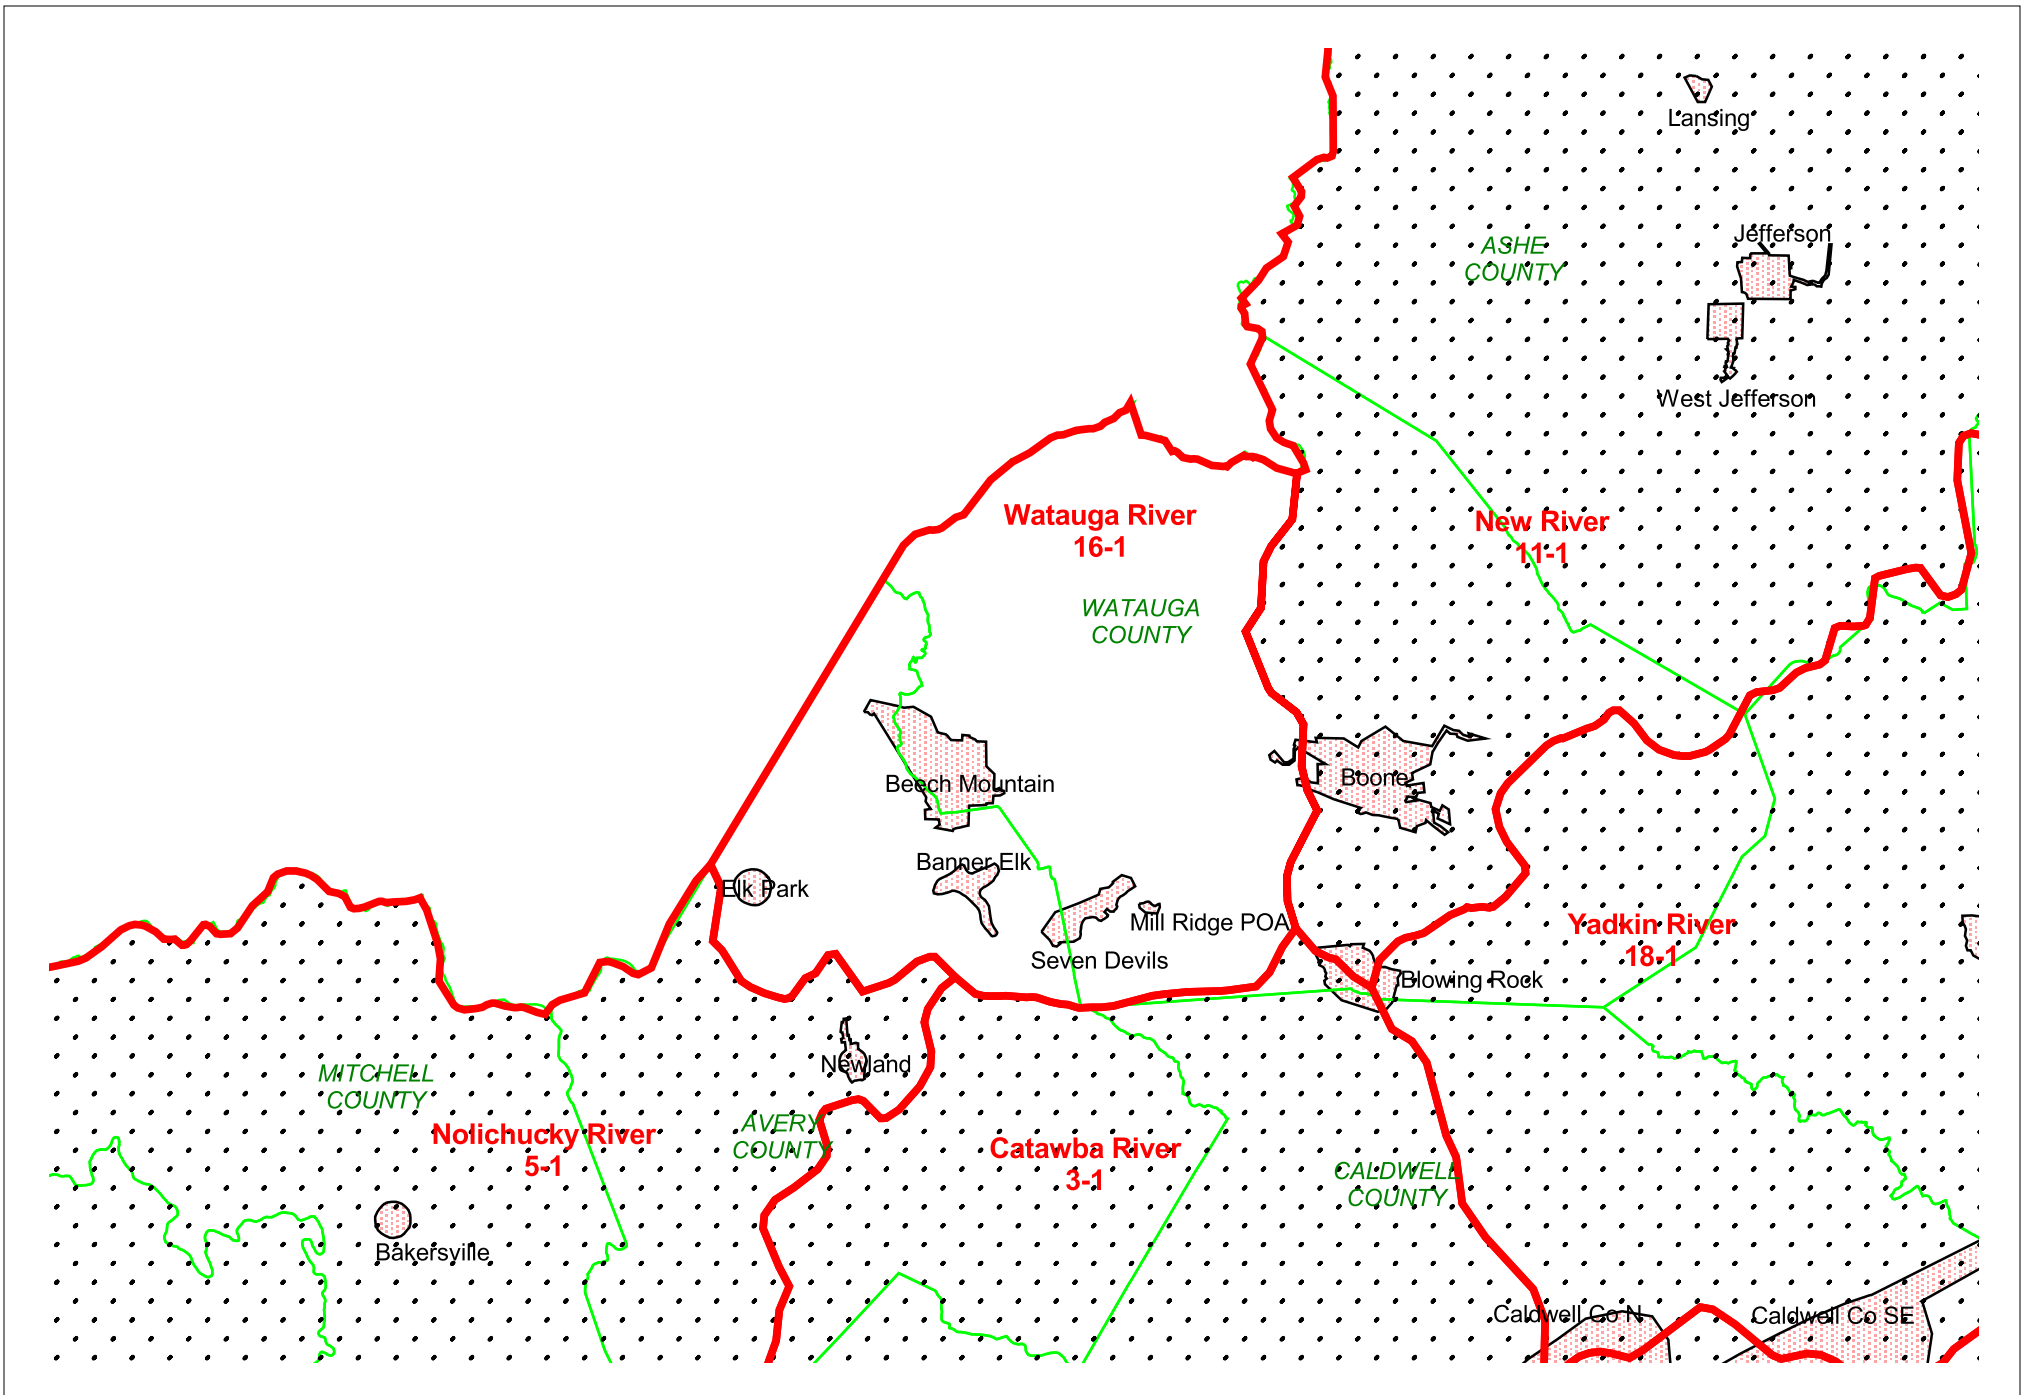 Lansing
Jefferson
ASHE
COUNTY
West Jefferson
Watauga River
16-1
New River
11-1
WATAUGA
COUNTY
Beech Mountain
Boone
Banner Elk
Elk Park
Mill Ridge POA
Seven Devils
Yadkin River
18-1
Blowing Rock
Newland
MITCHELL
COUNTY
AVERY
COUNTY
Nolichucky River
5-1
Catawba River
3-1
CALDWELL
COUNTY
Bakersville
Caldwell Co N
Caldwell Co SE